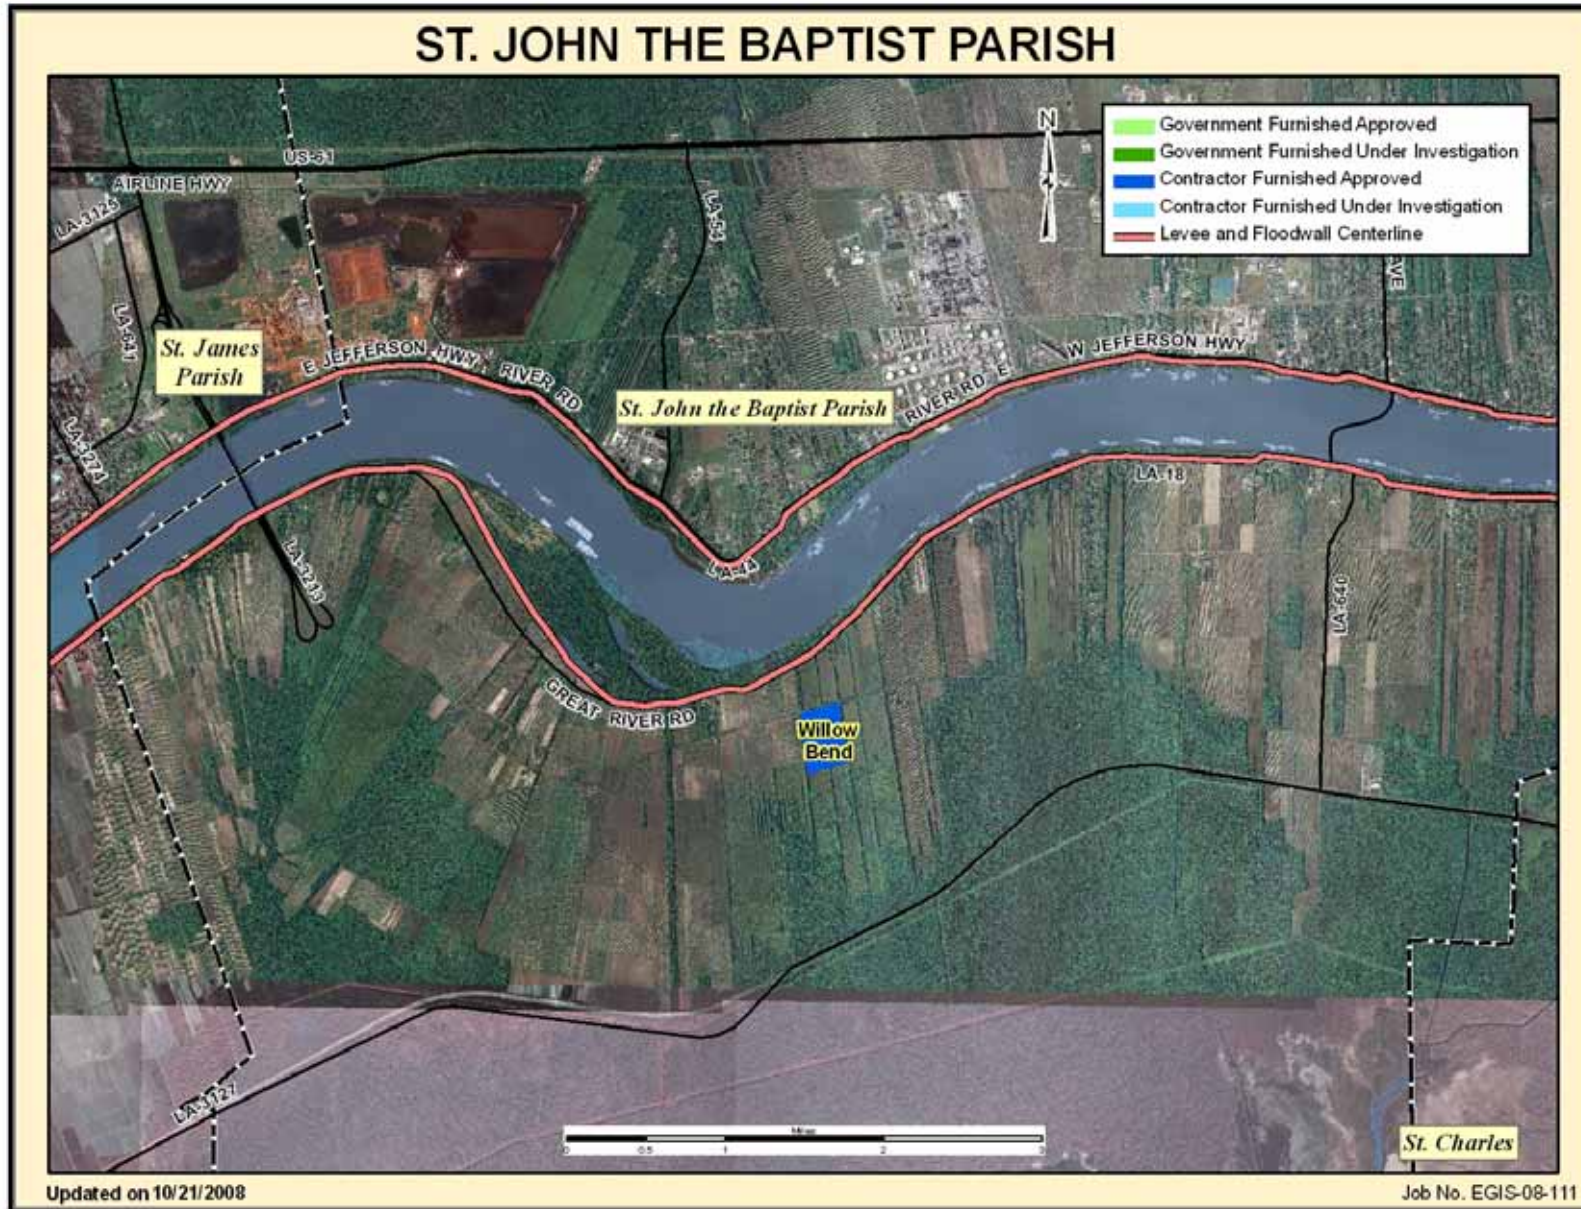 ST. JOHN THE BAPTIST PARISH
N
Government Furnished Approved
Government Furnished Under Investigation
Contractor Furnished Approved
Contractor Furnished Under Investigation
Levee and Floodwall Centerline
US-61
AIRLINE HWY
LA-3125
LA-54
LA-641
AVE
St. James
Parish
E JEFFERSON HWY
RIVER RD
W JEFFERSON HWY
St. John the Baptist Parish
RIVER RD E
LA-3274
LA-18
LA-3213
LA-44
LA-640
GREAT RIVER RD
Willow
Bend
LA-3127
Miles
0 0.5 1 2 3
St. Charles
Updated on 10/21/2008
Job No. EGIS-08-111